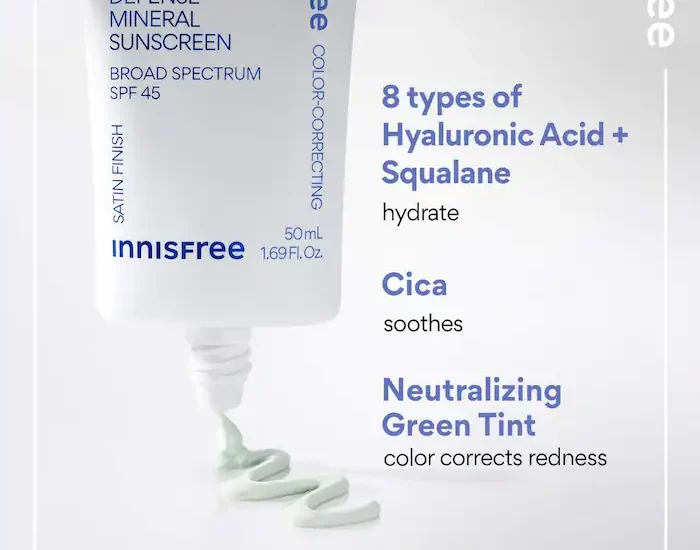 DEFENSE
MINERAL
SUNSCREEN
BROAD SPECTRUM
SPF 45
SATIN FINISH
COLOR-CORRECTING
innisfree
50 mL
1.69 Fl. Oz.
8 types of
Hyaluronic Acid +
Squalane
hydrate
Cica
soothes
Neutralizing
Green Tint
color corrects redness